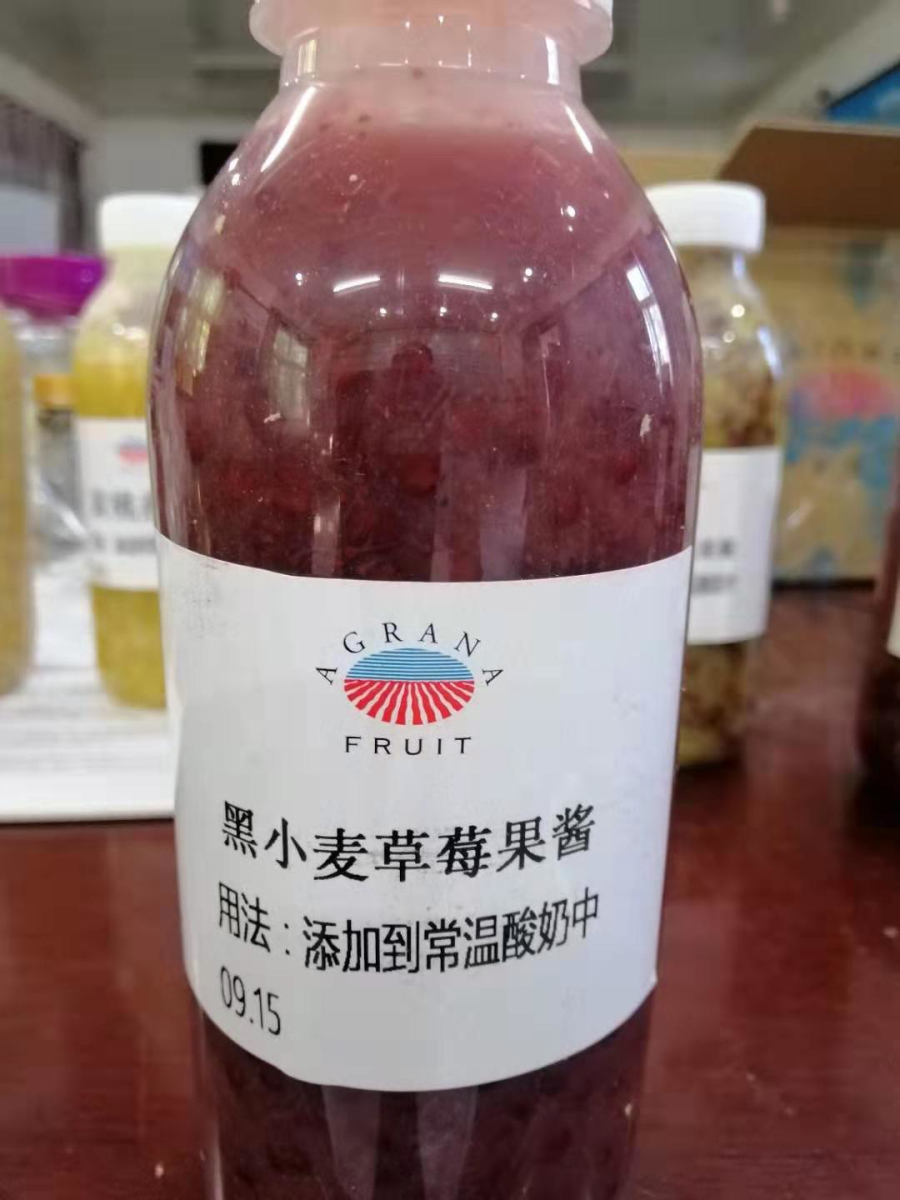 AGRANA
FRUIT
黑小麦草莓果酱
用法：添加到常温酸奶中
09.15